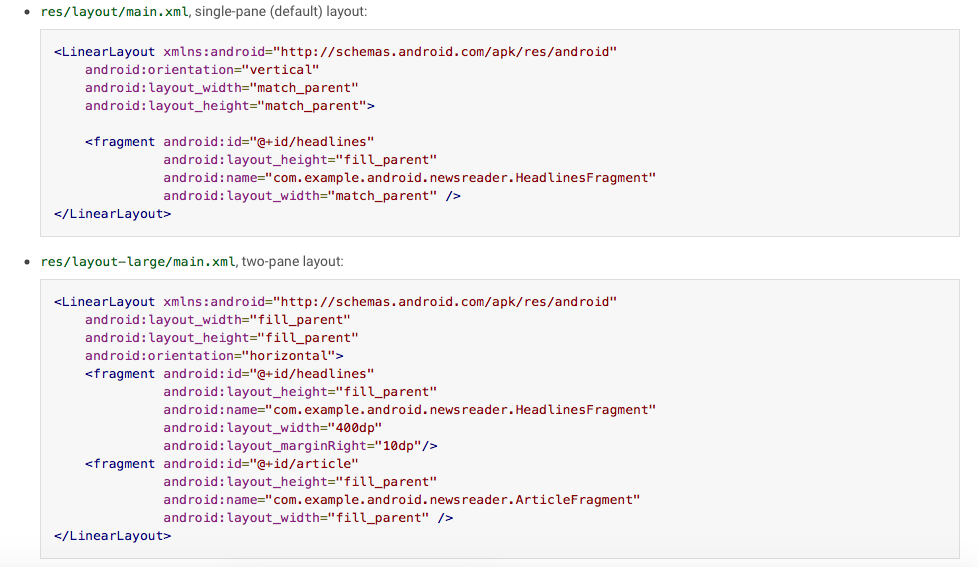 • res/layout/main.xml, single-pane (default) layout:
<LinearLayout xmlns:android="http://schemas.android.com/apk/res/android"
    android:orientation="vertical"
    android:layout_width="match_parent"
    android:layout_height="match_parent">

    <fragment android:id="@+id/headlines"
              android:layout_height="fill_parent"
              android:name="com.example.android.newsreader.HeadlinesFragment"
              android:layout_width="match_parent" />
</LinearLayout>
• res/layout-large/main.xml, two-pane layout:
<LinearLayout xmlns:android="http://schemas.android.com/apk/res/android"
    android:layout_width="fill_parent"
    android:layout_height="fill_parent"
    android:orientation="horizontal">
    <fragment android:id="@+id/headlines"
              android:layout_height="fill_parent"
              android:name="com.example.android.newsreader.HeadlinesFragment"
              android:layout_width="400dp"
              android:layout_marginRight="10dp"/>
    <fragment android:id="@+id/article"
              android:layout_height="fill_parent"
              android:name="com.example.android.newsreader.ArticleFragment"
              android:layout_width="fill_parent" />
</LinearLayout>